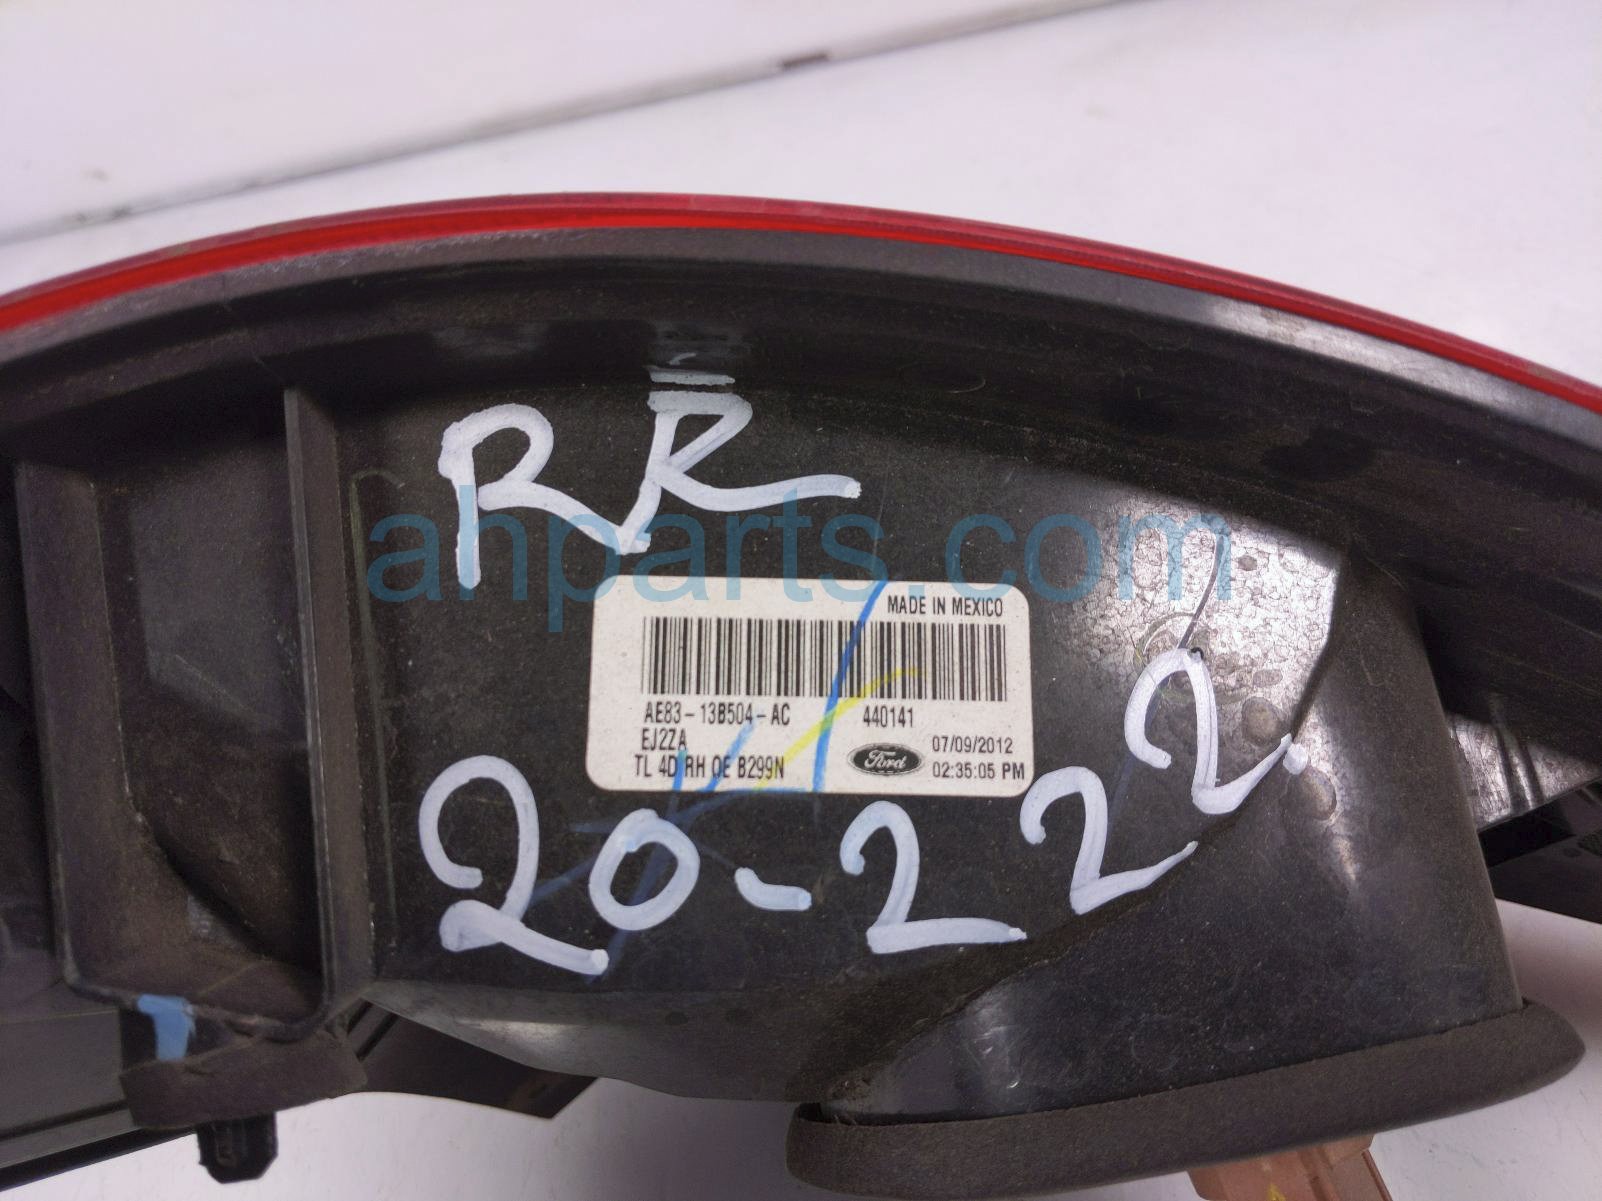 RR
ahparts.com
MADE IN MEXICO
AE83-13B504-AC 440141
EJ2ZA
TL 4D RH OE B299N
Ford
07/09/2012
02:35:05 PM
20-2222